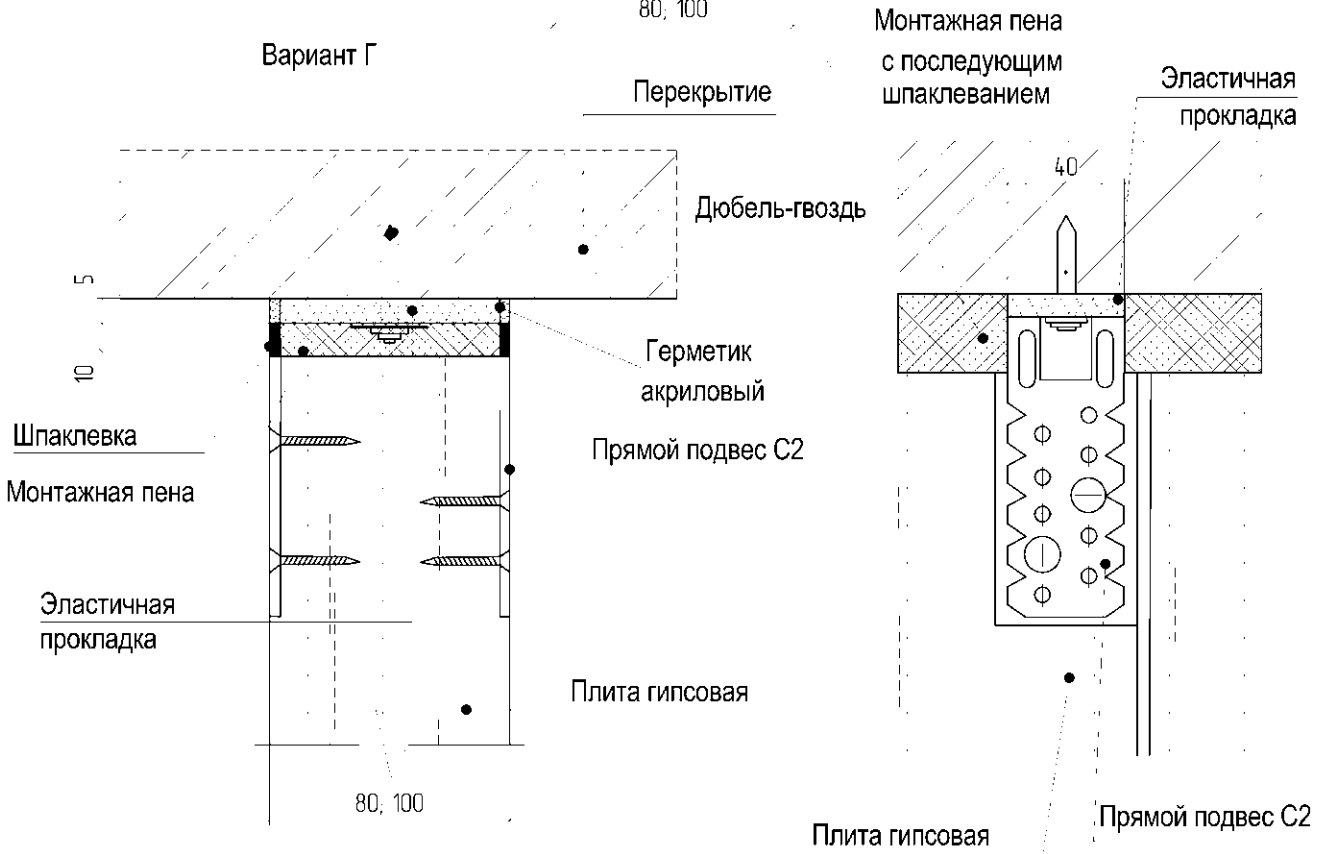 80; 100
Вариант Г
Перекрытие
Монтажная пена
с последующим
шпаклеванием
Эластичная
прокладка
40
Дюбель-гвоздь
5
10
Герметик
акриловый
Шпаклевка
Прямой подвес С2
Монтажная пена
Эластичная
прокладка
Плита гипсовая
80; 100
Плита гипсовая
Прямой подвес С2